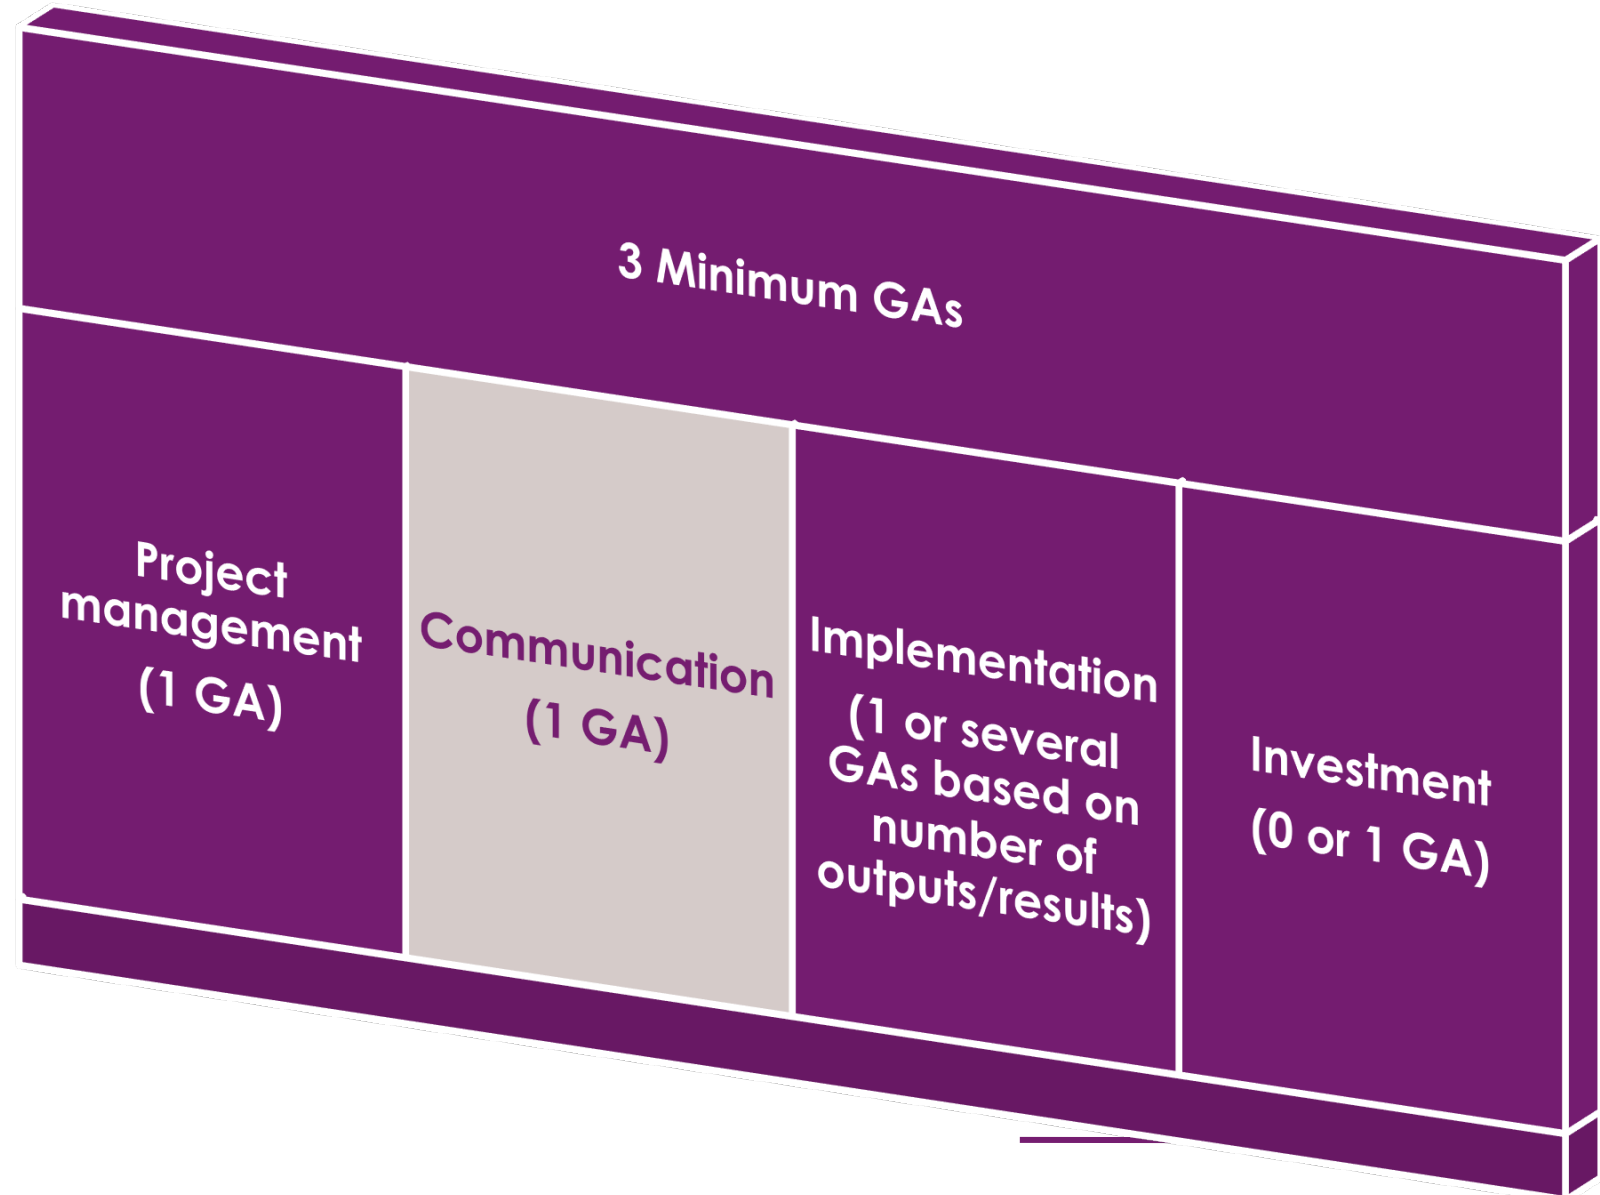 3 Minimum GAs
Project
management
(1 GA)
Communication
(1 GA)
Implementation
(1 or several
GAs based on
number of
outputs/results)
Investment
(0 or 1 GA)